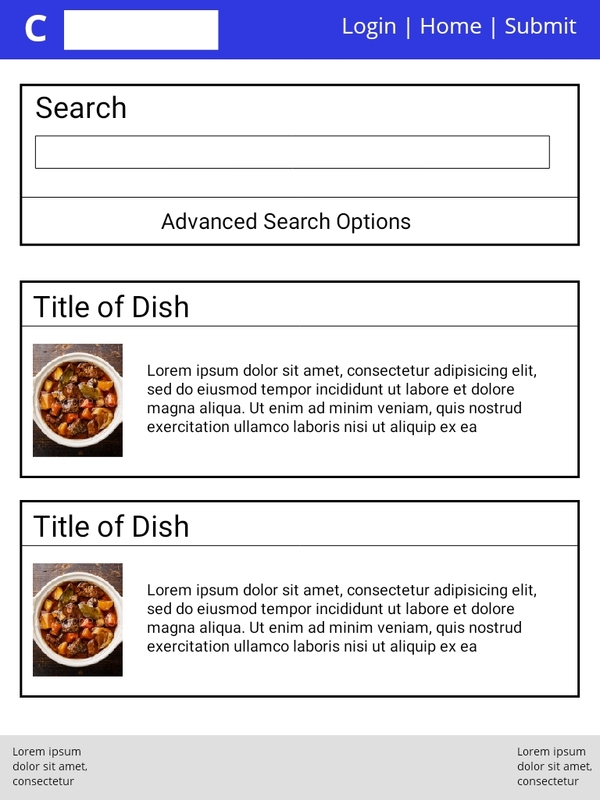 C
Login | Home | Submit
Search
Advanced Search Options
Title of Dish
Lorem ipsum dolor sit amet, consectetur adipisicing elit,
sed do eiusmod tempor incididunt ut labore et dolore
magna aliqua. Ut enim ad minim veniam, quis nostrud
exercitation ullamco laboris nisi ut aliquip ex ea
Title of Dish
Lorem ipsum dolor sit amet, consectetur adipisicing elit,
sed do eiusmod tempor incididunt ut labore et dolore
magna aliqua. Ut enim ad minim veniam, quis nostrud
exercitation ullamco laboris nisi ut aliquip ex ea
Lorem ipsum
dolor sit amet,
consectetur
Lorem ipsum
dolor sit amet,
consectetur